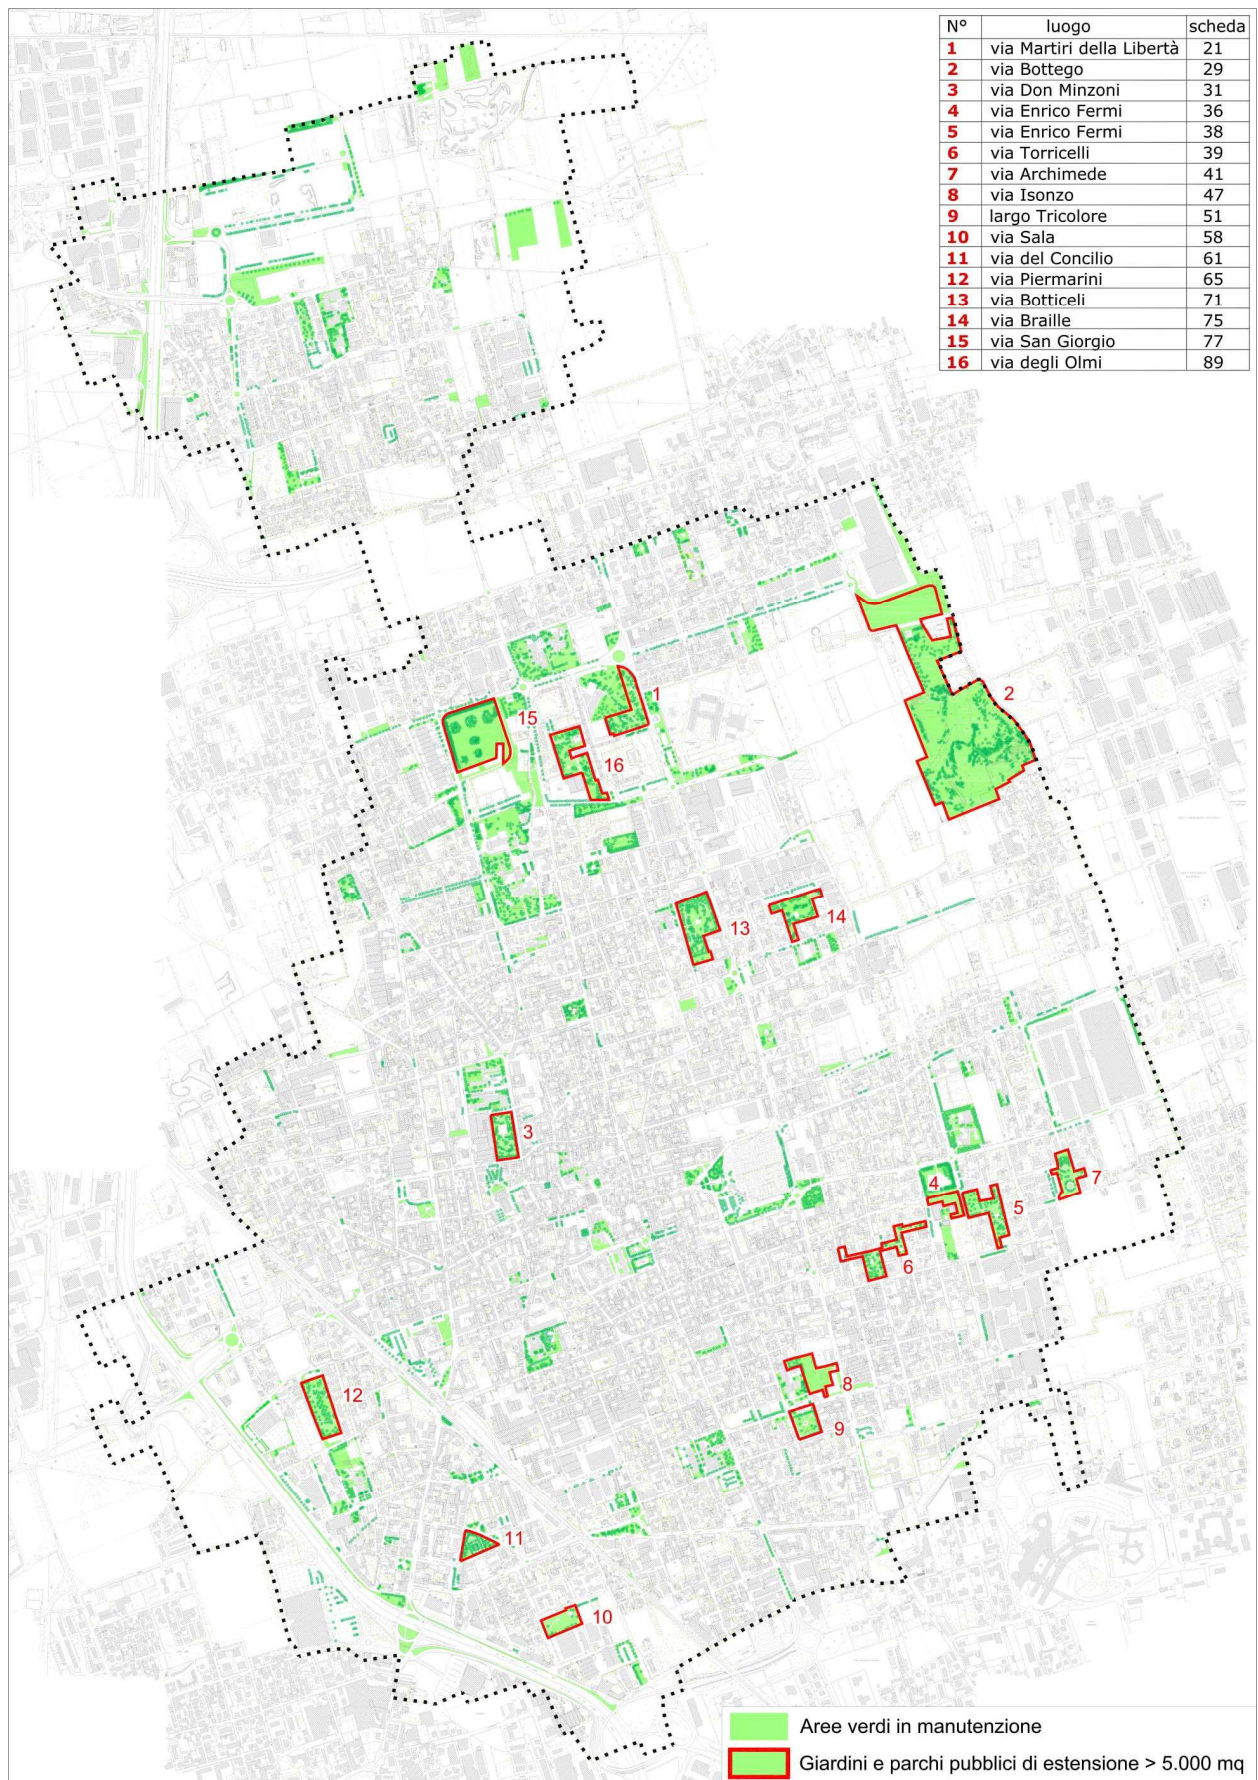 N° luogo scheda
1 via Martiri della Libertà 21
2 via Bottego 29
3 via Don Minzoni 31
4 via Enrico Fermi 36
5 via Enrico Fermi 38
6 via Torricelli 39
7 via Archimede 41
8 via Isonzo 47
9 largo Tricolore 51
10 via Sala 58
11 via del Concilio 61
12 via Piermarini 65
13 via Botticeli 71
14 via Braille 75
15 via San Giorgio 77
16 via degli Olmi 89
1
2
15
16
13
14
3
4
7
5
6
8
12
9
11
10
Aree verdi in manutenzione
Giardini e parchi pubblici di estensione > 5.000 mq